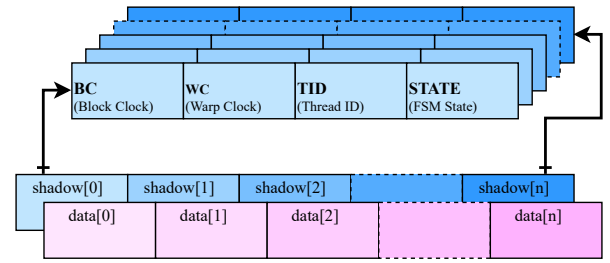 BC WC TID STATE
(Block Clock) (Warp Clock) (Thread ID) (FSM State)
shadow[0] shadow[1] shadow[2] shadow[n]
data[0] data[1] data[2] data[n]